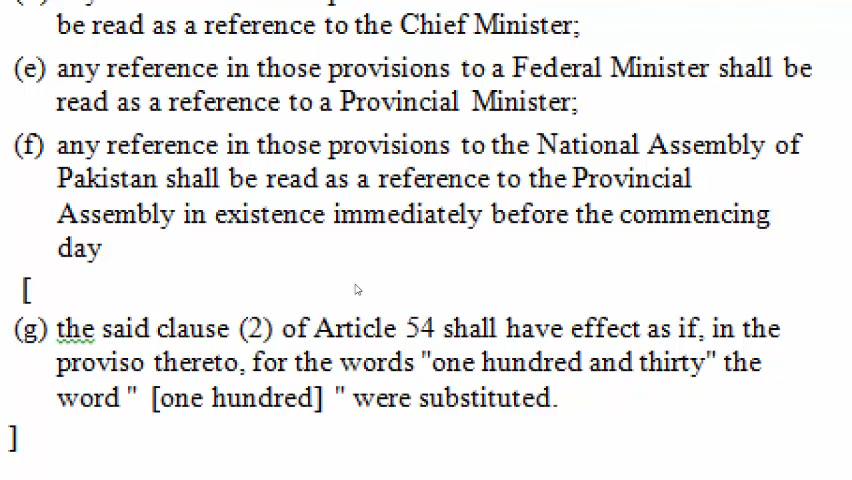 be read as a reference to the Chief Minister;
(e) any reference in those provisions to a Federal Minister shall be
read as a reference to a Provincial Minister;
(f) any reference in those provisions to the National Assembly of
Pakistan shall be read as a reference to the Provincial
Assembly in existence immediately before the commencing
day
[
(g) the said clause (2) of Article 54 shall have effect as if, in the
proviso thereto, for the words "one hundred and thirty" the
word " [one hundred] " were substituted.
]